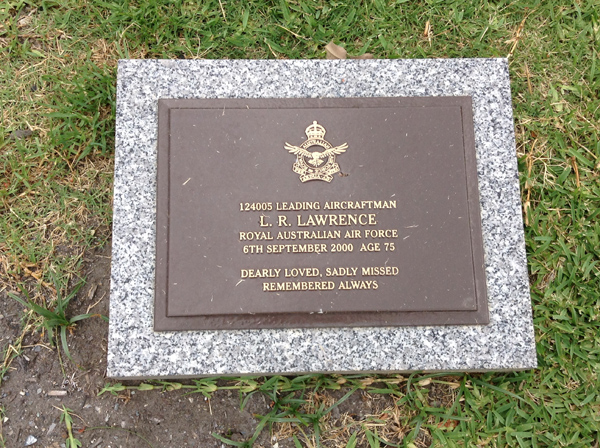 124005 LEADING AIRCRAFTMAN
L. R. LAWRENCE
ROYAL AUSTRALIAN AIR FORCE
6TH SEPTEMBER 2000 AGE 75
DEARLY LOVED, SADLY MISSED
REMEMBERED ALWAYS